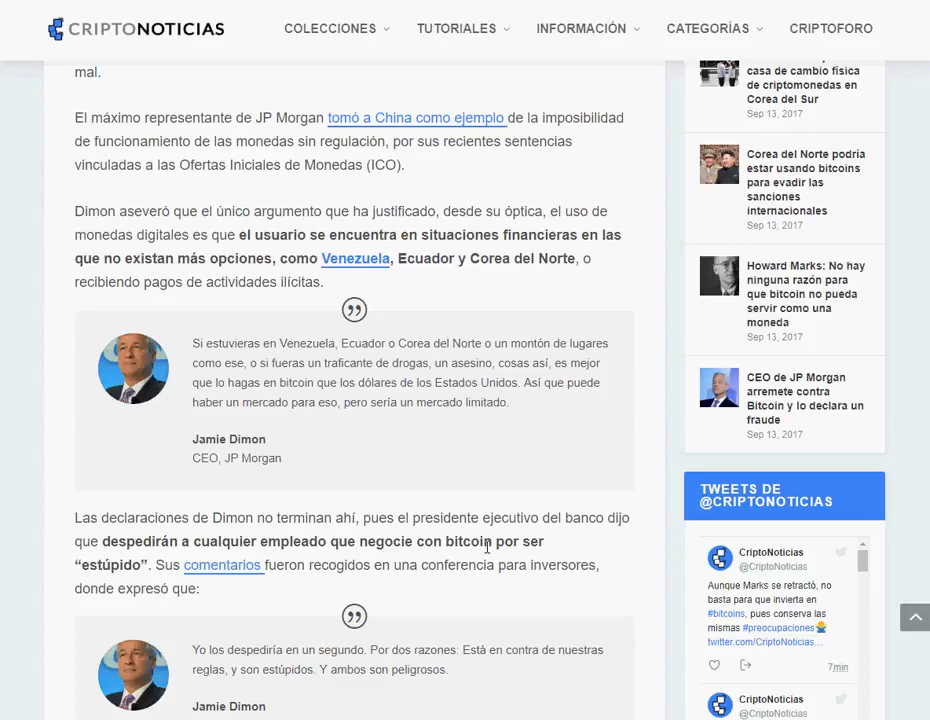 CRIPTONOTICIAS
COLECCIONES
TUTORIALES
INFORMACIÓN
CATEGORÍAS
CRIPTOFORO
mal.
El máximo representante de JP Morgan tomó a China como ejemplo de la imposibilidad
de funcionamiento de las monedas sin regulación, por sus recientes sentencias
vinculadas a las Ofertas Iniciales de Monedas (ICO).
Dimon aseveró que el único argumento que ha justificado, desde su óptica, el uso de
monedas digitales es que el usuario se encuentra en situaciones financieras en las
que no existan más opciones, como Venezuela, Ecuador y Corea del Norte, o
recibiendo pagos de actividades ilícitas.
Si estuvieras en Venezuela, Ecuador o Corea del Norte o un montón de lugares
como ese, o si fueras un traficante de drogas, un asesino, cosas así, es mejor
que lo hagas en bitcoin que los dólares de los Estados Unidos. Así que puede
haber un mercado para eso, pero sería un mercado limitado.
Jamie Dimon
CEO, JP Morgan
Las declaraciones de Dimon no terminan ahí, pues el presidente ejecutivo del banco dijo
que despedirán a cualquier empleado que negocie con bitcoin por ser
“estúpido”. Sus comentarios fueron recogidos en una conferencia para inversores,
donde expresó que:
Yo los despediría en un segundo. Por dos razones: Está en contra de nuestras
reglas, y son estúpidos. Y ambos son peligrosos.
Jamie Dimon
casa de cambio física
de criptomonedas en
Corea del Sur
Sep 13, 2017
Corea del Norte podría
estar usando bitcoins
para evadir las
sanciones
internacionales
Sep 13, 2017
Howard Marks: No hay
ninguna razón para
que bitcoin no pueda
servir como una
moneda
Sep 13, 2017
CEO de JP Morgan
arremete contra
Bitcoin y lo declara un
fraude
Sep 13, 2017
TWEETS DE
@CRIPTONOTICIAS
CriptoNoticias
@CriptoNoticias
Aunque Marks se retractó, no
basta para que invierta en
#bitcoins, pues conserva las
mismas #preocupaciones
twitter.com/CriptoNoticias…
7min
CriptoNoticias
@CriptoNoticias